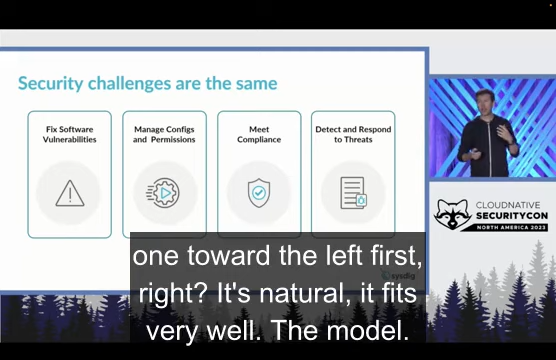 Security challenges are the same
Fix Software
Vulnerabilities
Manage Configs
and Permissions
Meet
Compliance
Detect and Respond
to Threats
sysdig
CLOUDNATIVE
SECURITYCON
NORTH AMERICA 2023
one toward the left first,
right? It's natural, it fits
very well. The model.